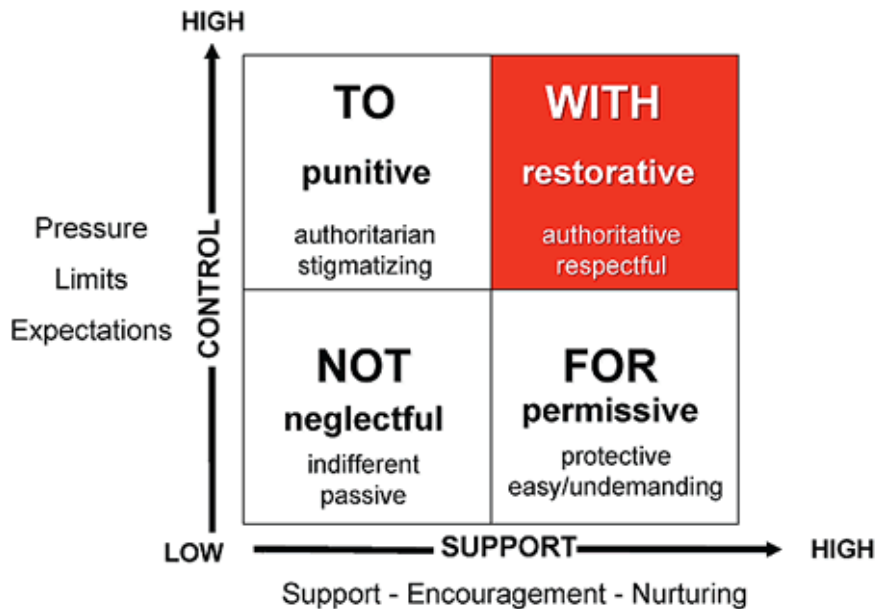 HIGH
TO
punitive
authoritarian
stigmatizing
WITH
restorative
authoritative
respectful
Pressure
Limits
Expectations
CONTROL
NOT
neglectful
indifferent
passive
FOR
permissive
protective
easy/undemanding
LOW
SUPPORT
HIGH
Support - Encouragement - Nurturing